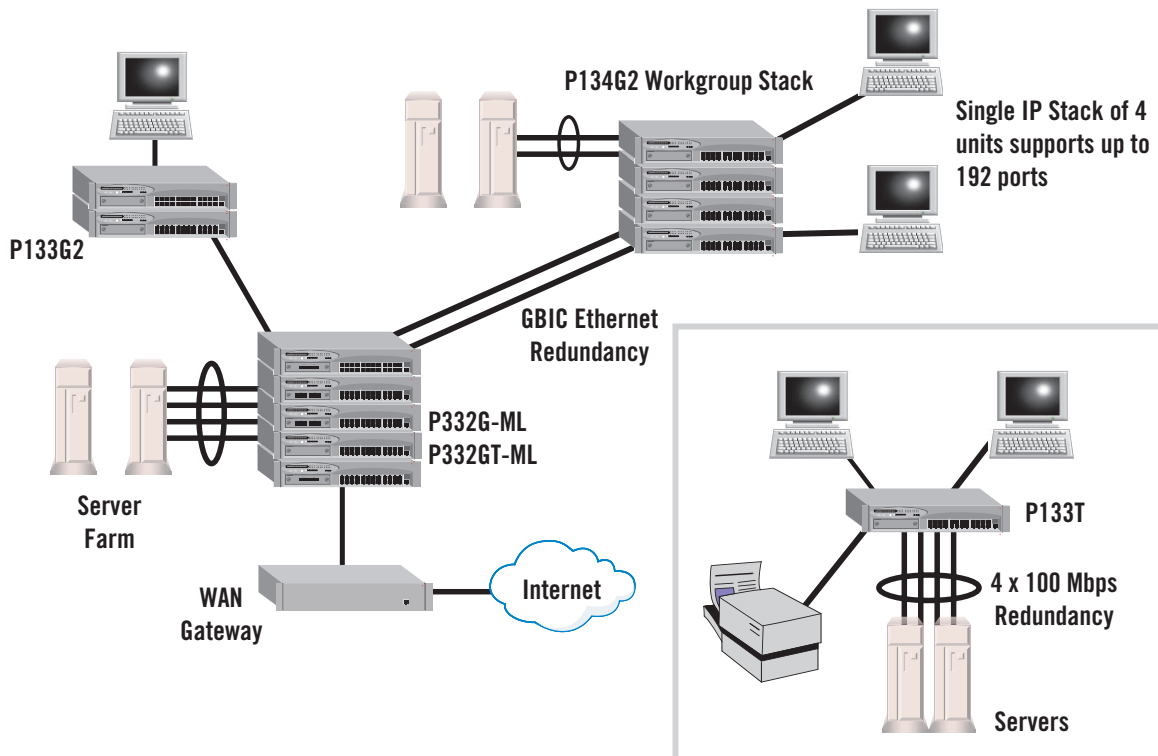 P134G2 Workgroup Stack
Single IP Stack of 4
units supports up to
192 ports
P133G2
GBIC Ethernet
Redundancy
P332G-ML
P332GT-ML
Server
Farm
WAN
Gateway
Internet
P133T
4 x 100 Mbps
Redundancy
Servers